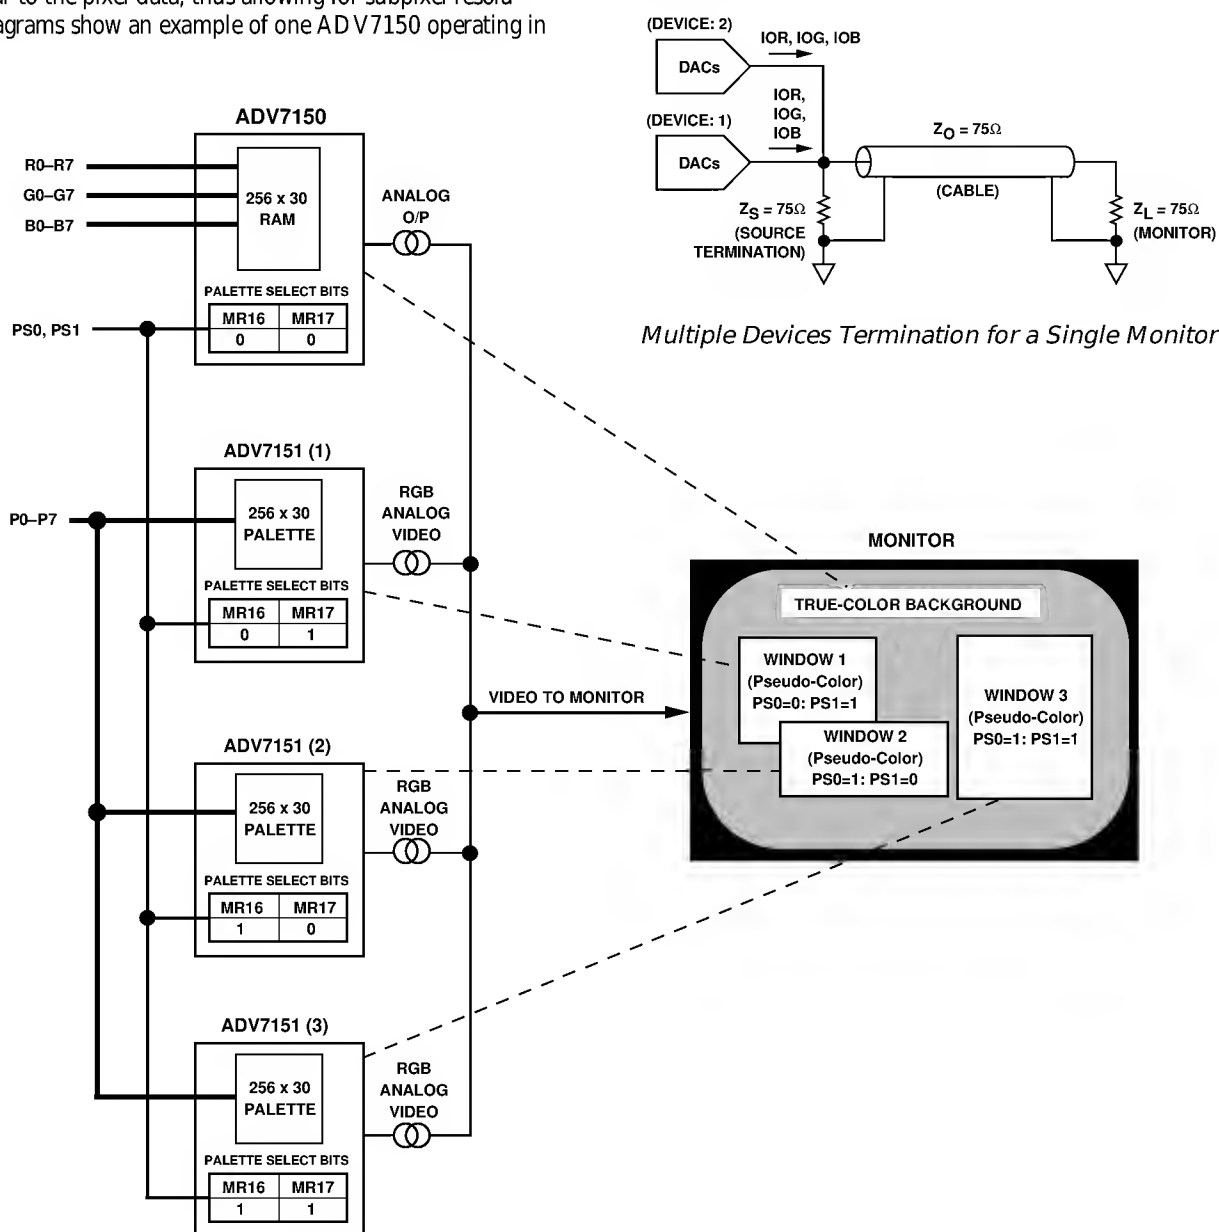 ar to the pixel data, thus allowing for subpixel resolu-
agrams show an example of one ADV7150 operating in
(DEVICE: 2)
IOR, IOG, IOB
DACs
IOR,
IOG,
IOB
(DEVICE: 1)
DACs
ZO = 75Ω
(CABLE)
ZS = 75Ω
(SOURCE
TERMINATION)
ZL = 75Ω
(MONITOR)
Multiple Devices Termination for a Single Monitor
ADV7150
R0–R7
G0–G7
B0–B7
256 x 30
RAM
ANALOG
O/P
PALETTE SELECT BITS
MR16 MR17
0 0
PS0, PS1
ADV7151 (1)
P0–P7
256 x 30
PALETTE
RGB
ANALOG
VIDEO
PALETTE SELECT BITS
MR16 MR17
0 1
MONITOR
TRUE-COLOR BACKGROUND
WINDOW 1
(Pseudo-Color)
PS0=0: PS1=1
WINDOW 2
(Pseudo-Color)
PS0=1: PS1=0
WINDOW 3
(Pseudo-Color)
PS0=1: PS1=1
VIDEO TO MONITOR
ADV7151 (2)
256 x 30
PALETTE
RGB
ANALOG
VIDEO
PALETTE SELECT BITS
MR16 MR17
1 0
ADV7151 (3)
256 x 30
PALETTE
RGB
ANALOG
VIDEO
PALETTE SELECT BITS
MR16 MR17
1 1